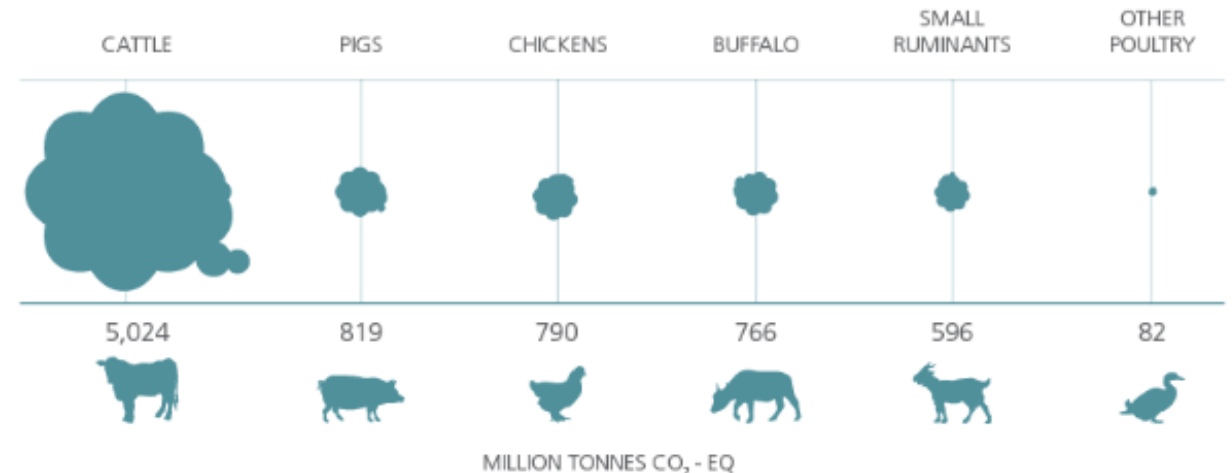 CATTLE
PIGS
CHICKENS
BUFFALO
SMALL
RUMINANTS
OTHER
POULTRY
5,024
819
790
766
596
82
MILLION TONNES CO₂ - EQ